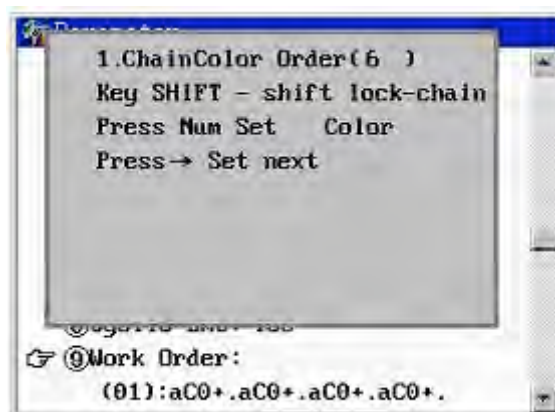 1.ChainColor Order(6 )
Key SHIFT - shift lock-chain
Press Num Set Color
Press→ Set next
⑨Work Order:
(01):aC0+.aC0+.aC0+.aC0+.